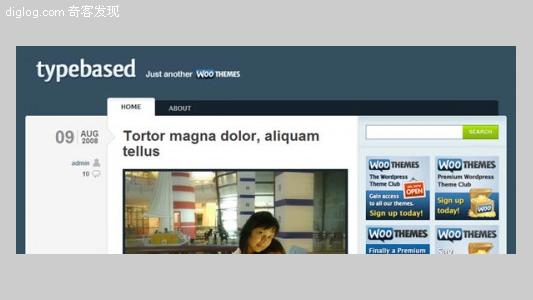 diglog.com 奇客发现
typebased
Just another WOO THEMES
HOME
ABOUT
09 AUG 2008
admin
10
Tortor magna dolor, aliquam
tellus
SEARCH
WOO THEMES
The Wordpress
Theme Club
Gain access
to all our themes.
OPEN
Sign up today!
WOO THEMES
Premium Wordpress
Theme Club
Sign up
today!
WOO THEMES
Finally a Premium
WOO THEMES